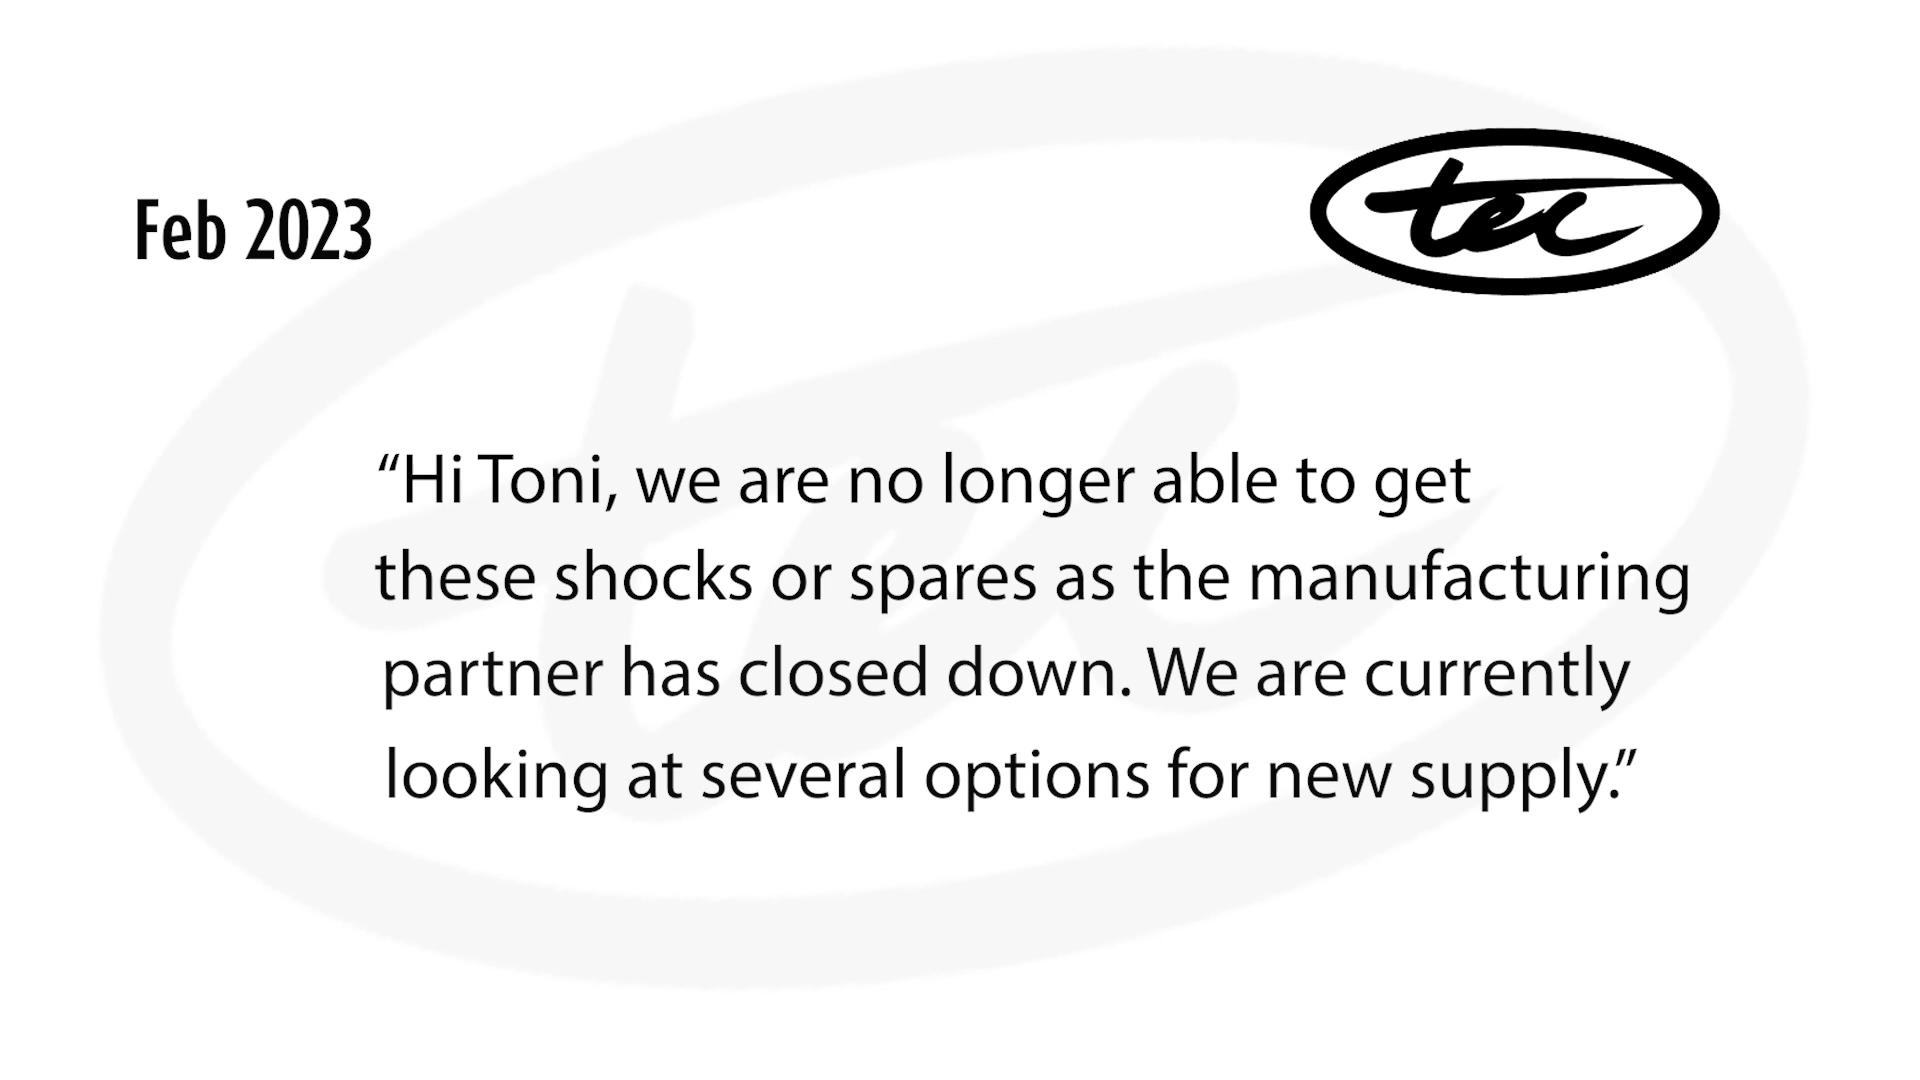 Feb 2023
tec
“Hi Toni, we are no longer able to get
these shocks or spares as the manufacturing
partner has closed down. We are currently
looking at several options for new supply.”